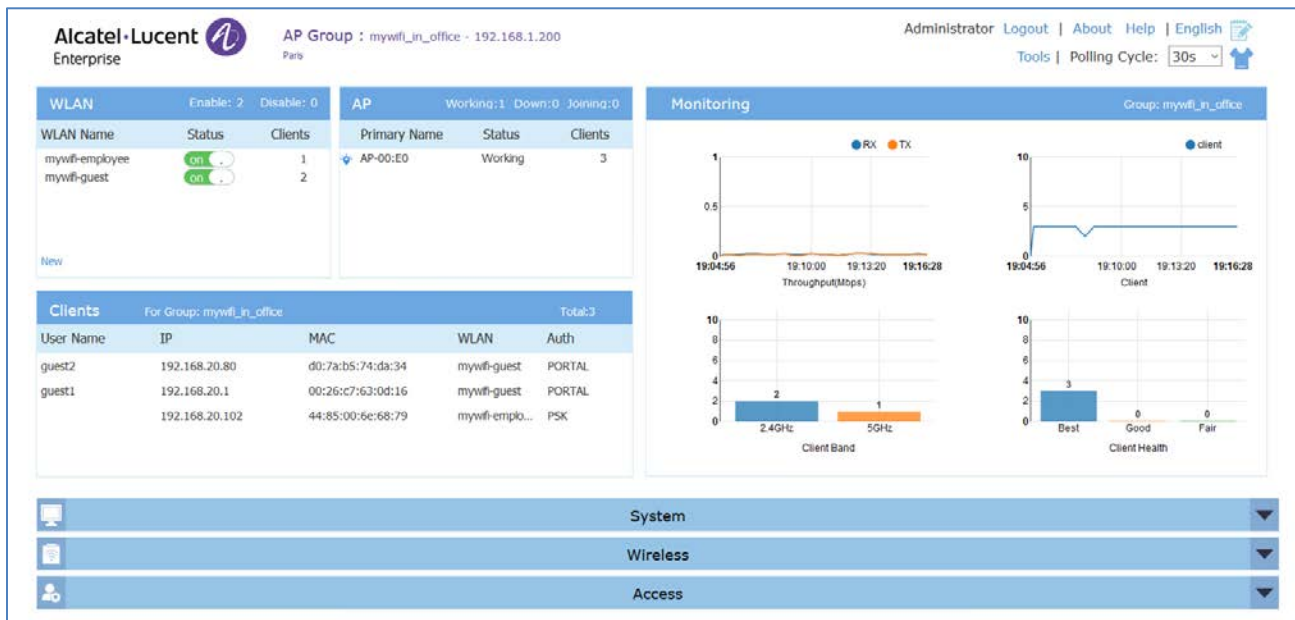 Alcatel·Lucent
Enterprise
AP Group : mywifi_in_office - 192.168.1.200
Paris
Administrator Logout | About Help | English
Tools | Polling Cycle: 30s
WLAN Enable: 2 Disable: 0
WLAN Name Status Clients
mywifi-employee on 1
mywifi-guest on 2
New
AP Working:1 Down:0 Joining:0
Primary Name Status Clients
AP-00:E0 Working 3
Clients For Group: mywifi_in_office Total:3
User Name IP MAC WLAN Auth
guest2 192.168.20.80 d0:7a:b5:74:da:34 mywifi-guest PORTAL
guest1 192.168.20.1 00:26:c7:63:0d:16 mywifi-guest PORTAL
192.168.20.102 44:85:00:6e:68:79 mywifi-emplo... PSK
Monitoring Group: mywifi_in_office
RX TX
1
0.5
0
19:04:56 19:10:00 19:13:20 19:16:28
Throughput(Mbps)
client
10
5
0
19:04:56 19:10:00 19:13:20 19:16:28
Client
10
8
6
4
2
0
2
1
2.4GHz 5GHz
Client Band
10
8
6
4
2
0
3
0
0
Best Good Fair
Client Health
System
Wireless
Access